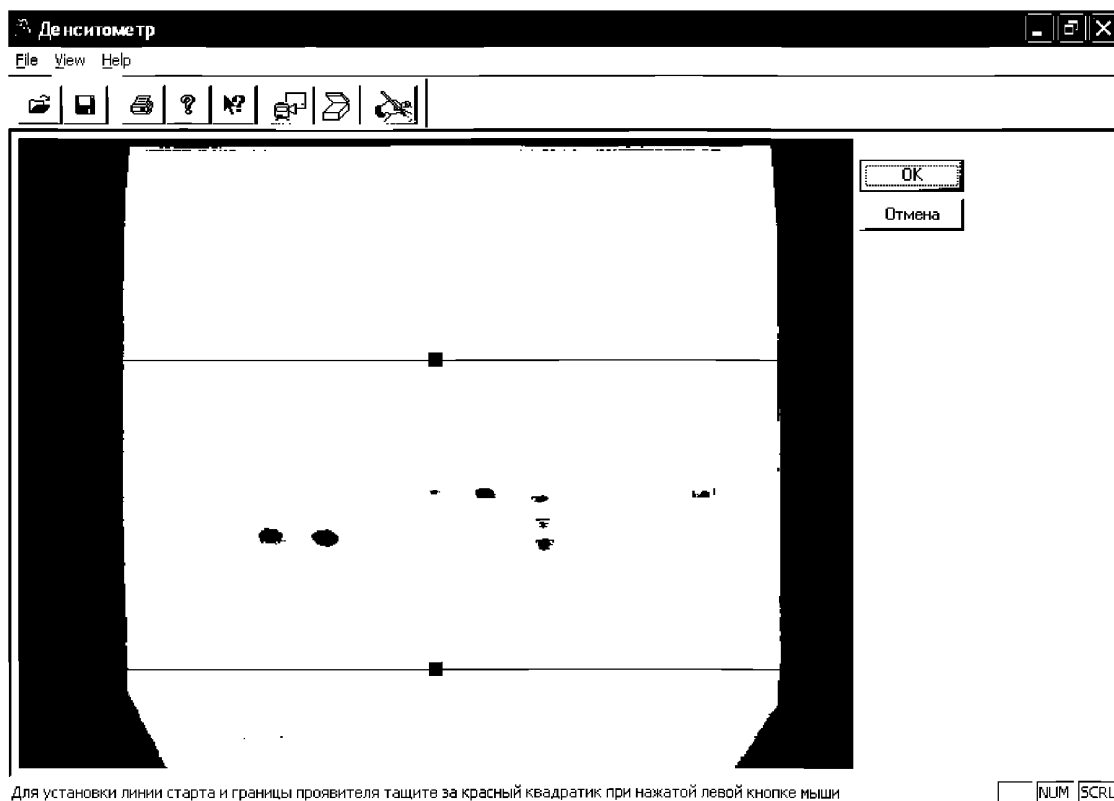 Денситометр
File View Help
OK
Отмена
Для установки линии старта и границы проявителя тащите за красный квадратик при нажатой левой кнопке мыши
NUM SCRL